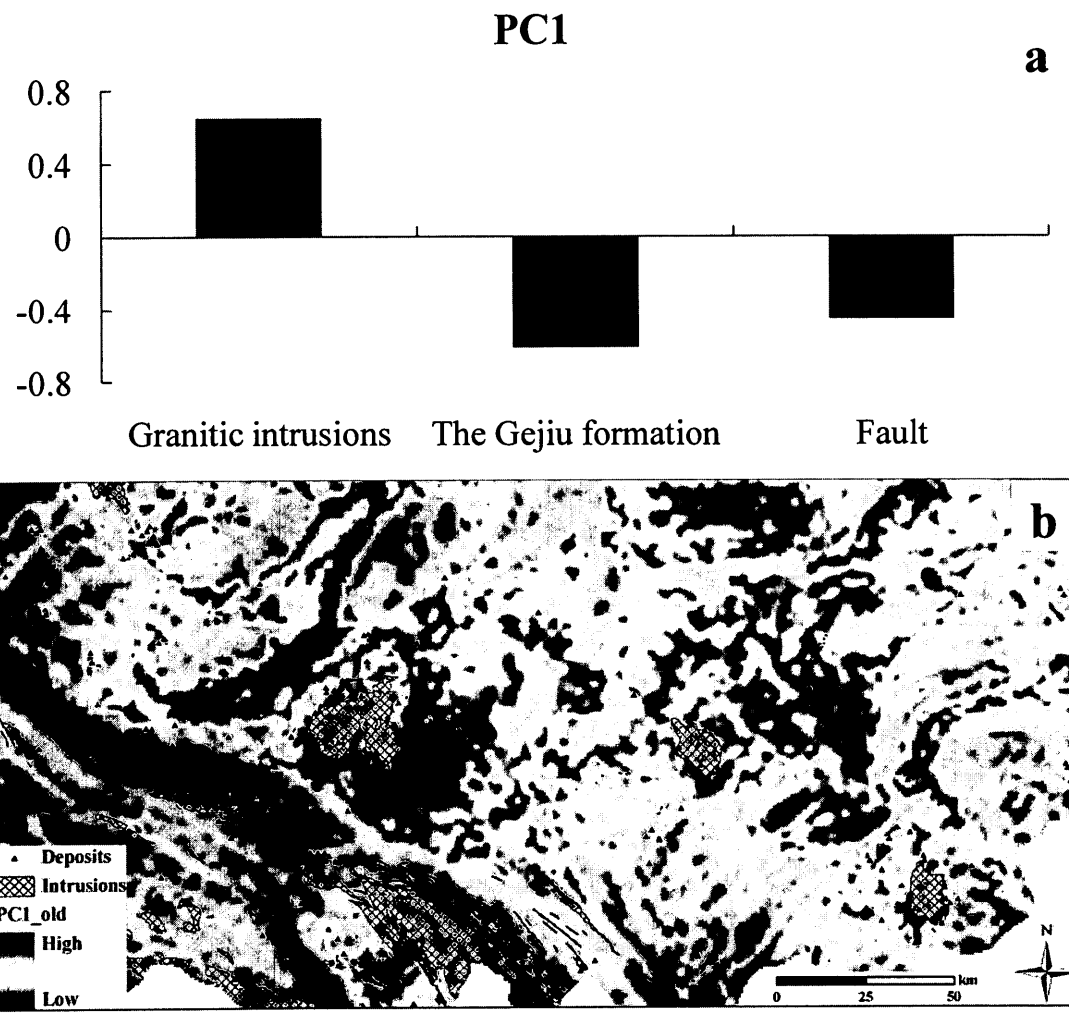 PC1
a
0.8
0.4
0
-0.4
-0.8
Granitic intrusions The Gejiu formation Fault
b
Deposits
Intrusions
PC1_old
High
Low
N
km
0 25 50